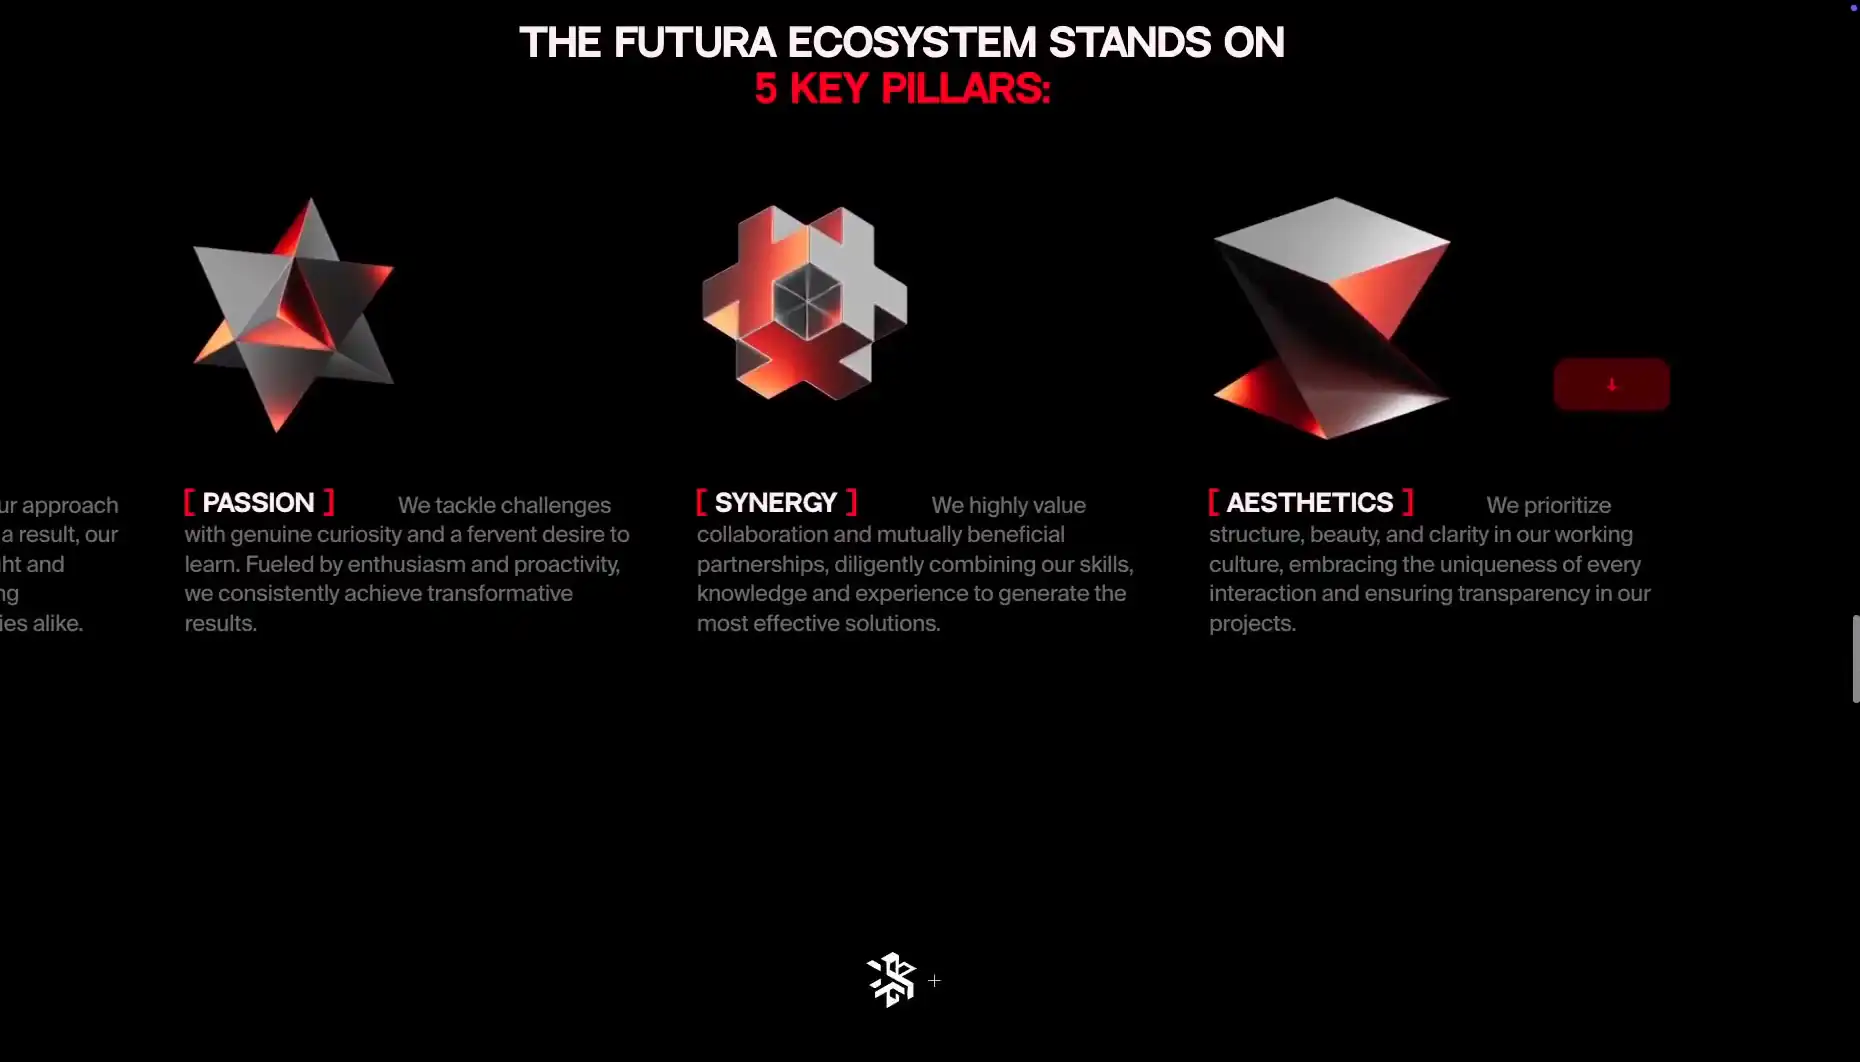 THE FUTURA ECOSYSTEM STANDS ON
5 KEY PILLARS:
ur approach
a result, our
ht and
ng
ies alike.
[ PASSION ] We tackle challenges
with genuine curiosity and a fervent desire to
learn. Fueled by enthusiasm and proactivity,
we consistently achieve transformative
results.
[ SYNERGY ] We highly value
collaboration and mutually beneficial
partnerships, diligently combining our skills,
knowledge and experience to generate the
most effective solutions.
[ AESTHETICS ] We prioritize
structure, beauty, and clarity in our working
culture, embracing the uniqueness of every
interaction and ensuring transparency in our
projects.